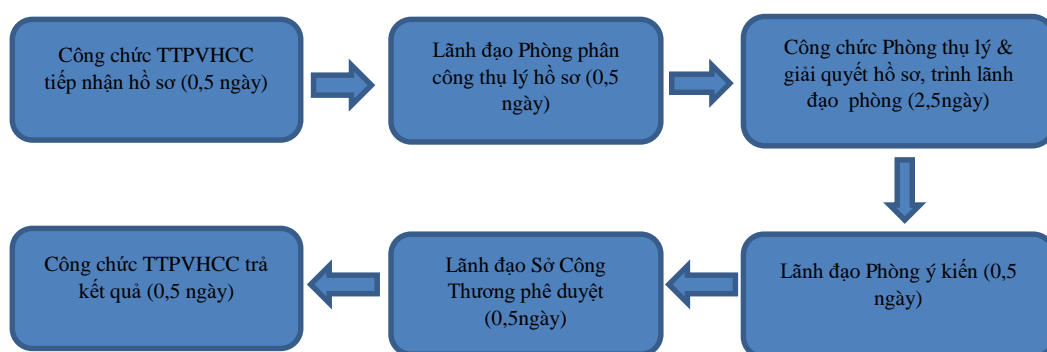 Công chức TTPVHCC
tiếp nhận hồ sơ (0,5 ngày)
Lãnh đạo Phòng phân
công thụ lý hồ sơ (0,5
ngày)
Công chức Phòng thụ lý &
giải quyết hồ sơ, trình lãnh
đạo phòng (2,5ngày)
Lãnh đạo Phòng ý kiến (0,5
ngày)
Lãnh đạo Sở Công
Thương phê duyệt
(0,5ngày)
Công chức TTPVHCC trả
kết quả (0,5 ngày)